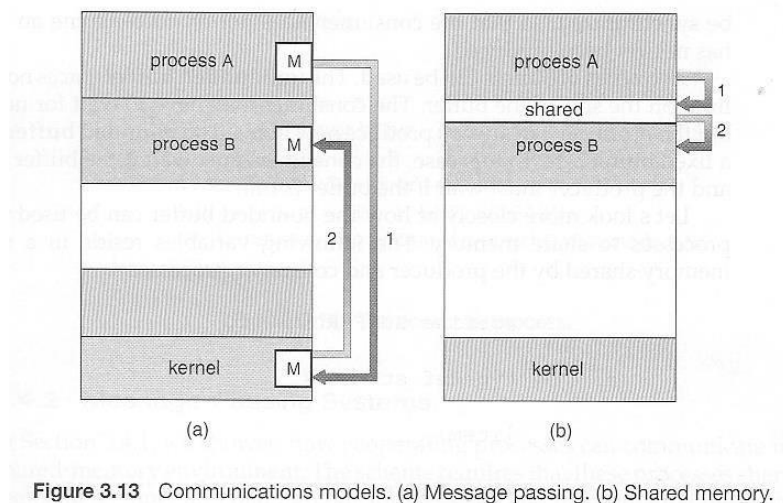 process A
M
process B
M
2
1
kernel
M
(a)
process A
1
shared
2
process B
kernel
(b)
Figure 3.13 Communications models. (a) Message passing. (b) Shared memory.